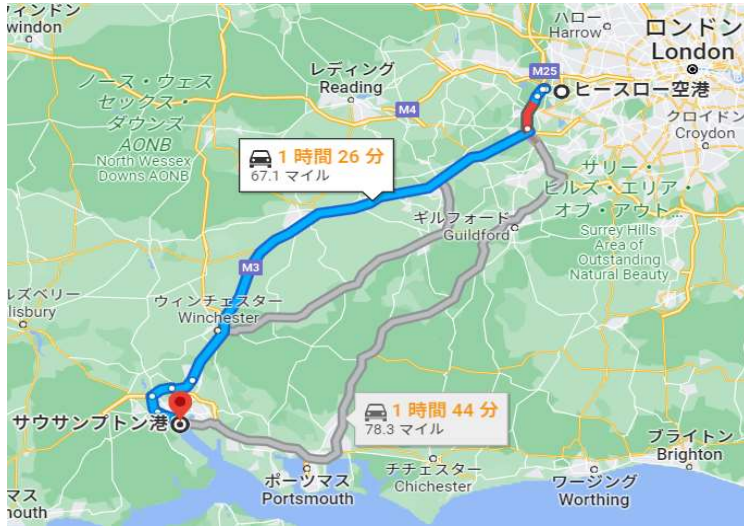 ウィンドン
windon
ハロー
Harrow
ロンドン
London
M25
レディング
Reading
ヒースロー空港
M4
クロイドン
Croydon
ノース・ウェス
セックス・
ダウンズ
AONB
North Wessex
Downs AONB
1 時間 26 分
67.1 マイル
サリー・
ヒルズ・エリア・
オブ・アウト...
Surrey Hills
Area of
Outstanding
Natural Beauty
ギルフォード
Guildford
M3
ルズベリー
lisbury
ウィンチェスター
Winchester
サウサンプトン港
1 時間 44 分
78.3 マイル
ポーツマス
Portsmouth
チチェスター
Chichester
ワージング
Worthing
ブライトン
Brighton
マス
outh